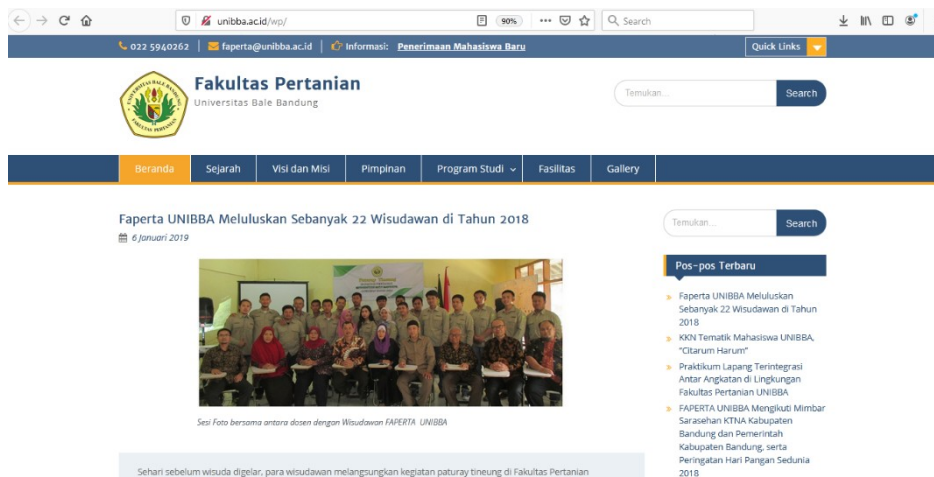 unibba.ac.id/wp/
90%
Search
022 5940262
faperta@unibba.ac.id
Informasi: Penerimaan Mahasiswa Baru
Quick Links
Fakultas Pertanian
Universitas Bale Bandung
Temukan...
Search
Beranda
Sejarah
Visi dan Misi
Pimpinan
Program Studi
Fasilitas
Gallery
Faperta UNIBBA Meluluskan Sebanyak 22 Wisudawan di Tahun 2018
6 Januari 2019
Sesi Foto bersama antara dosen dengan Wisudawan FAPERTA UNIBBA
Sehari sebelum wisuda digelar, para wisudawan melangsungkan kegiatan paturay tineung di Fakultas Pertanian
Temukan...
Search
Pos-pos Terbaru
Faperta UNIBBA Meluluskan
Sebanyak 22 Wisudawan di Tahun
2018
KKN Tematik Mahasiswa UNIBBA,
"Citarum Harum"
Praktikum Lapang Terintegrasi
Antar Angkatan di Lingkungan
Fakultas Pertanian UNIBBA
FAPERTA UNIBBA Mengikuti Mimbar
Sarasehan KTNA Kabupaten
Bandung dan Pemerintah
Kabupaten Bandung, serta
Peringatan Hari Pangan Sedunia
2018